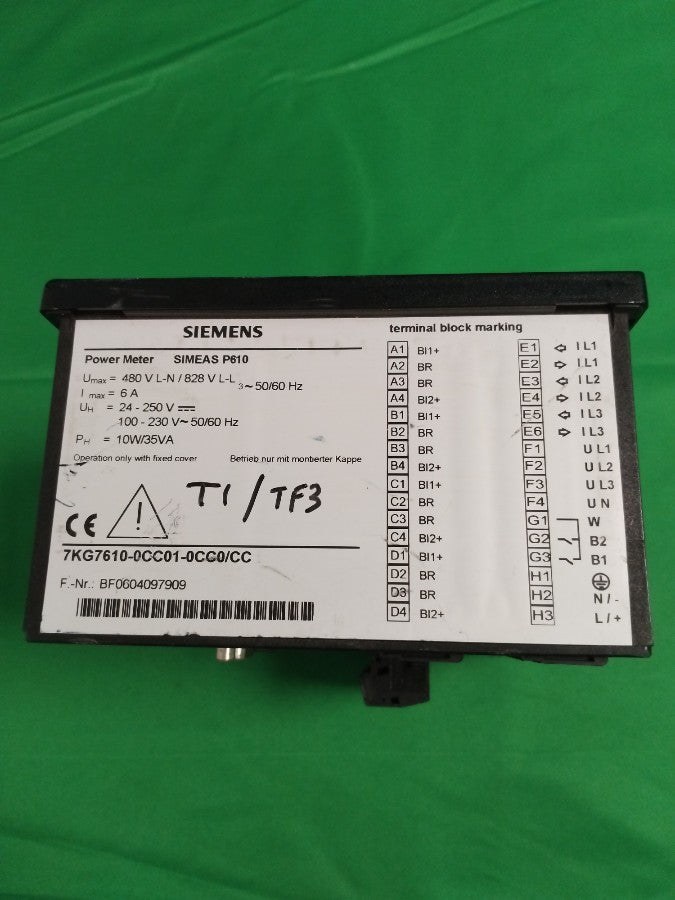 SIEMENS
Power Meter SIMEAS P610
Umax = 480 V L-N / 828 V L-L
3~50/60 Hz
I max = 6 A
UH = 24 - 250 V ⎓
100 - 230 V~ 50/60 Hz
PH = 10W/35VA
Operation only with fixed cover Betrieb nur mit montierter Kappe
T1/TF3
CE
!
7KG7610-0CC01-0CC0/CC
F.-Nr.: BF0604097909
terminal block marking
A1 BI1+
A2 BR
A3 BR
A4 BI2+
B1 BI1+
B2 BR
B3 BR
B4 BI2+
C1 BI1+
C2 BR
C3 BR
C4 BI2+
D1 BI1+
D2 BR
D3 BR
D4 BI2+
E1 I L1
E2 I L1
E3 I L2
E4 I L2
E5 I L3
E6 I L3
F1 U L1
F2 U L2
F3 U L3
F4 U N
G1 W
G2 B2
G3 B1
H1
H2 N / -
H3 L / +